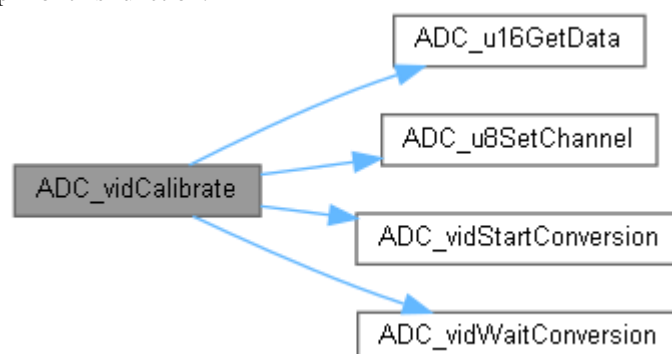 ADC_u16GetData
ADC_u8SetChannel
ADC_vidCalibrate
ADC_vidStartConversion
ADC_vidWaitConversion